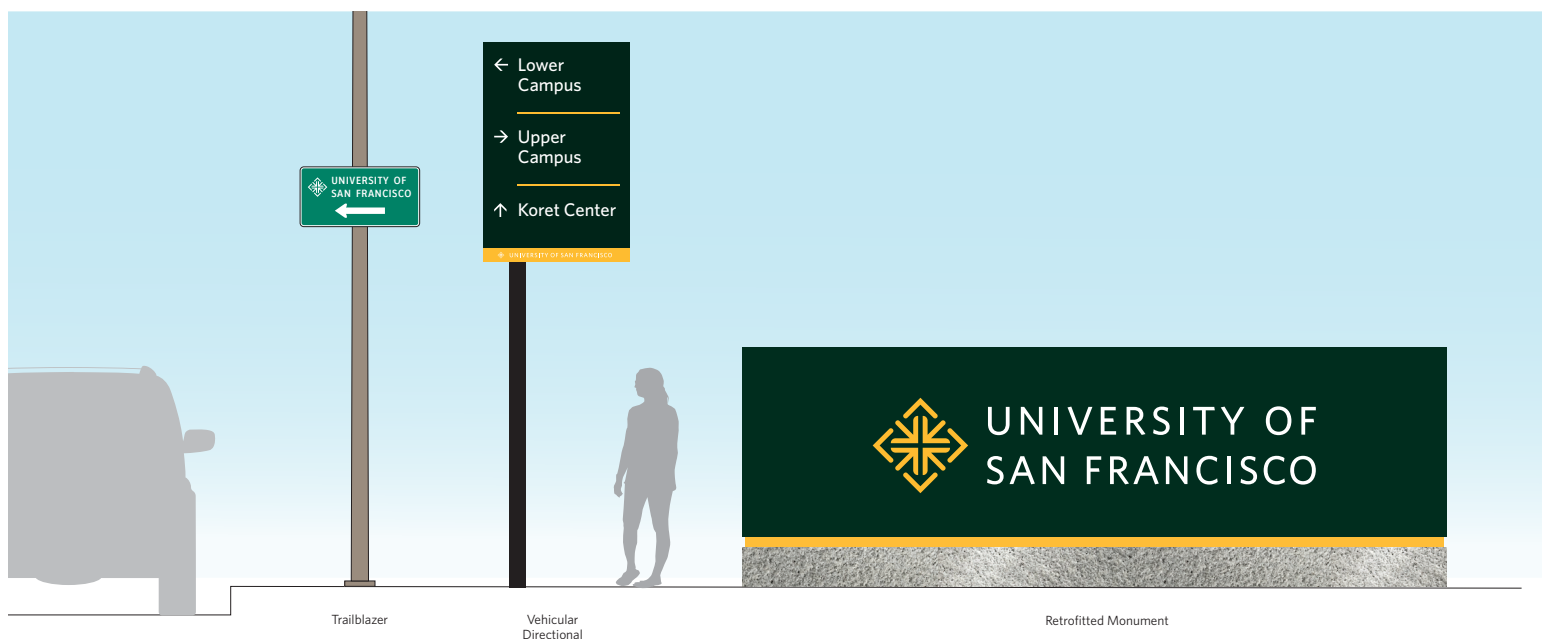 UNIVERSITY OF
SAN FRANCISCO
Lower
Campus
Upper
Campus
Koret Center
UNIVERSITY OF SAN FRANCISCO
UNIVERSITY OF
SAN FRANCISCO
Trailblazer
Vehicular
Directional
Retrofitted Monument